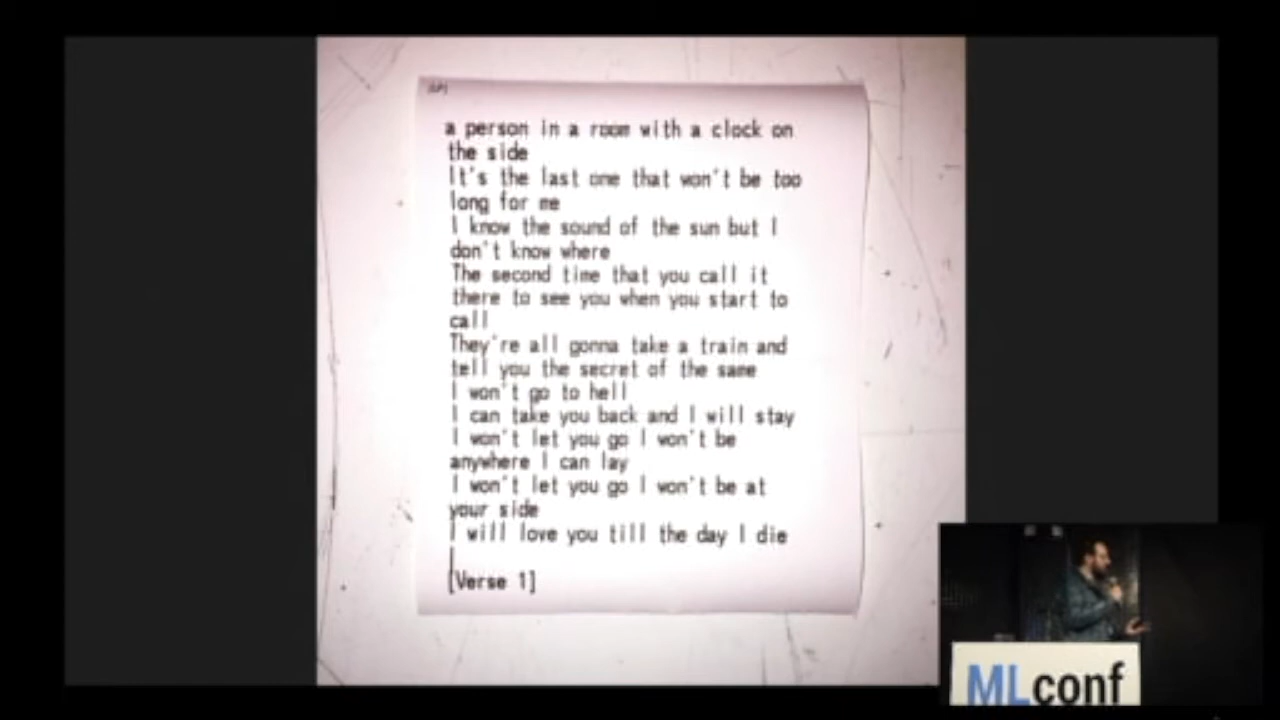 a person in a room with a clock on
the side
It's the last one that won't be too
long for me
I know the sound of the sun but I
don't know where
The second time that you call it
there to see you when you start to
call
They're all gonna take a train and
tell you the secret of the same
I won't go to hell
I can take you back and I will stay
I won't let you go I won't be
anywhere I can lay
I won't let you go I won't be at
your side
I will love you till the day I die
[Verse 1]
MLconf